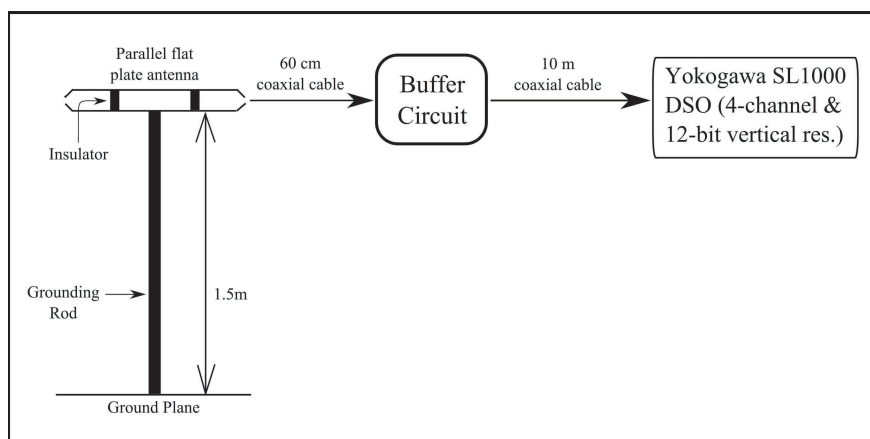 Parallel flat
plate antenna
60 cm
coaxial cable
Buffer
Circuit
10 m
coaxial cable
Yokogawa SL1000
DSO (4-channel &
12-bit vertical res.)
Insulator
Grounding
Rod
1.5m
Ground Plane